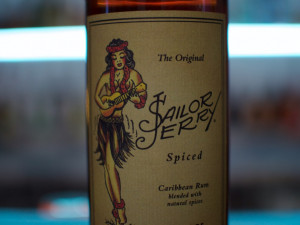 The Original
SAILOR
JERRY
Spiced
Caribbean Rum
blended with
natural spices